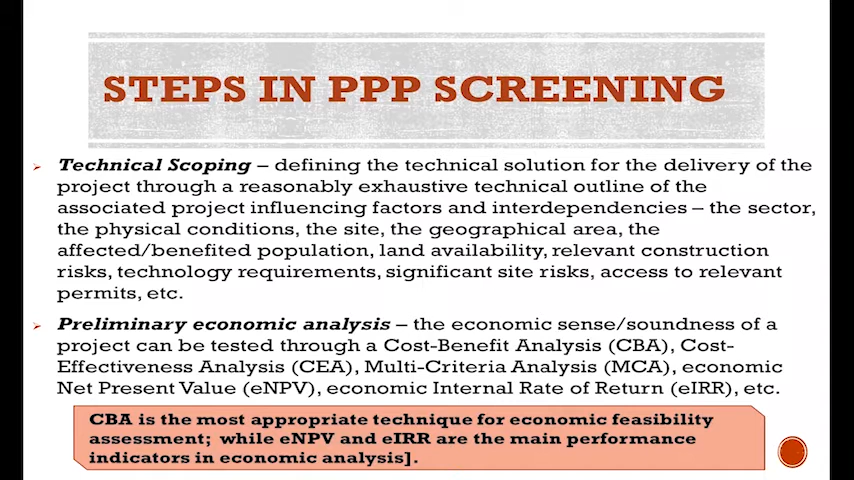 STEPS IN PPP SCREENING
Technical Scoping – defining the technical solution for the delivery of the
project through a reasonably exhaustive technical outline of the
associated project influencing factors and interdependencies – the sector,
the physical conditions, the site, the geographical area, the
affected/benefited population, land availability, relevant construction
risks, technology requirements, significant site risks, access to relevant
permits, etc.
Preliminary economic analysis – the economic sense/soundness of a
project can be tested through a Cost-Benefit Analysis (CBA), Cost-
Effectiveness Analysis (CEA), Multi-Criteria Analysis (MCA), economic
Net Present Value (eNPV), economic Internal Rate of Return (eIRR), etc.
CBA is the most appropriate technique for economic feasibility
assessment; while eNPV and eIRR are the main performance
indicators in economic analysis].